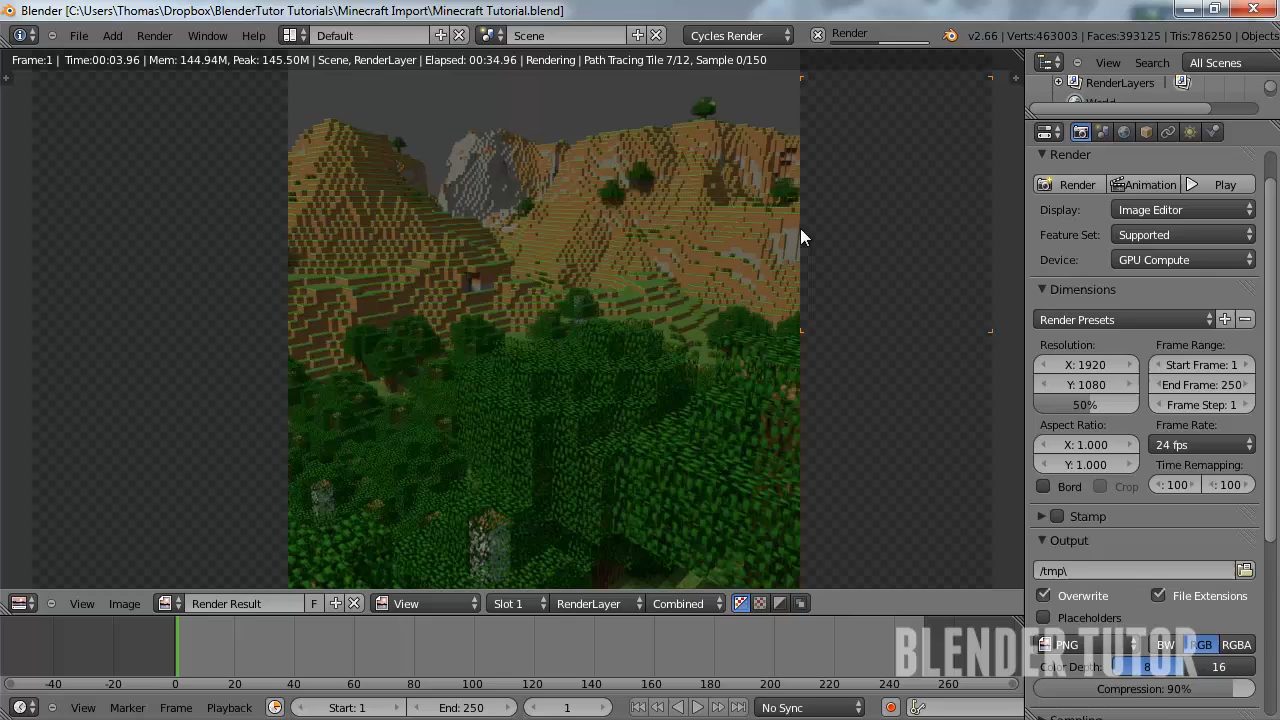 Blender [C:\Users\Thomas\Dropbox\BlenderTutor Tutorials\Minecraft Import\Minecraft Tutorial.blend]
File Add Render Window Help Default Scene Cycles Render Render v2.66 | Verts:463003 | Faces:393125 | Tris:786250 | Objects
Frame:1 | Time:00:03.96 | Mem: 144.94M, Peak: 145.50M | Scene, RenderLayer | Elapsed: 00:34.96 | Rendering | Path Tracing Tile 7/12, Sample 0/150
View Search All Scenes
RenderLayers
World
Render
Render Animation Play
Display: Image Editor
Feature Set: Supported
Device: GPU Compute
Dimensions
Render Presets
Resolution: Frame Range:
X: 1920 Start Frame: 1
Y: 1080 End Frame: 250
50% Frame Step: 1
Aspect Ratio: Frame Rate:
X: 1.000 24 fps
Y: 1.000 Time Remapping:
Bord Crop : 100 : 100
Stamp
Output
/tmp\
Overwrite File Extensions
Placeholders
PNG BW RGB RGBA
Color Depth: 8 16
Compression: 90%
View Image Render Result F View Slot 1 RenderLayer Combined
BLENDER TUTOR
-40 -20 0 20 40 60 80 100 120 140 160 180 200 220 240 260
View Marker Frame Playback Start: 1 End: 250 1 No Sync